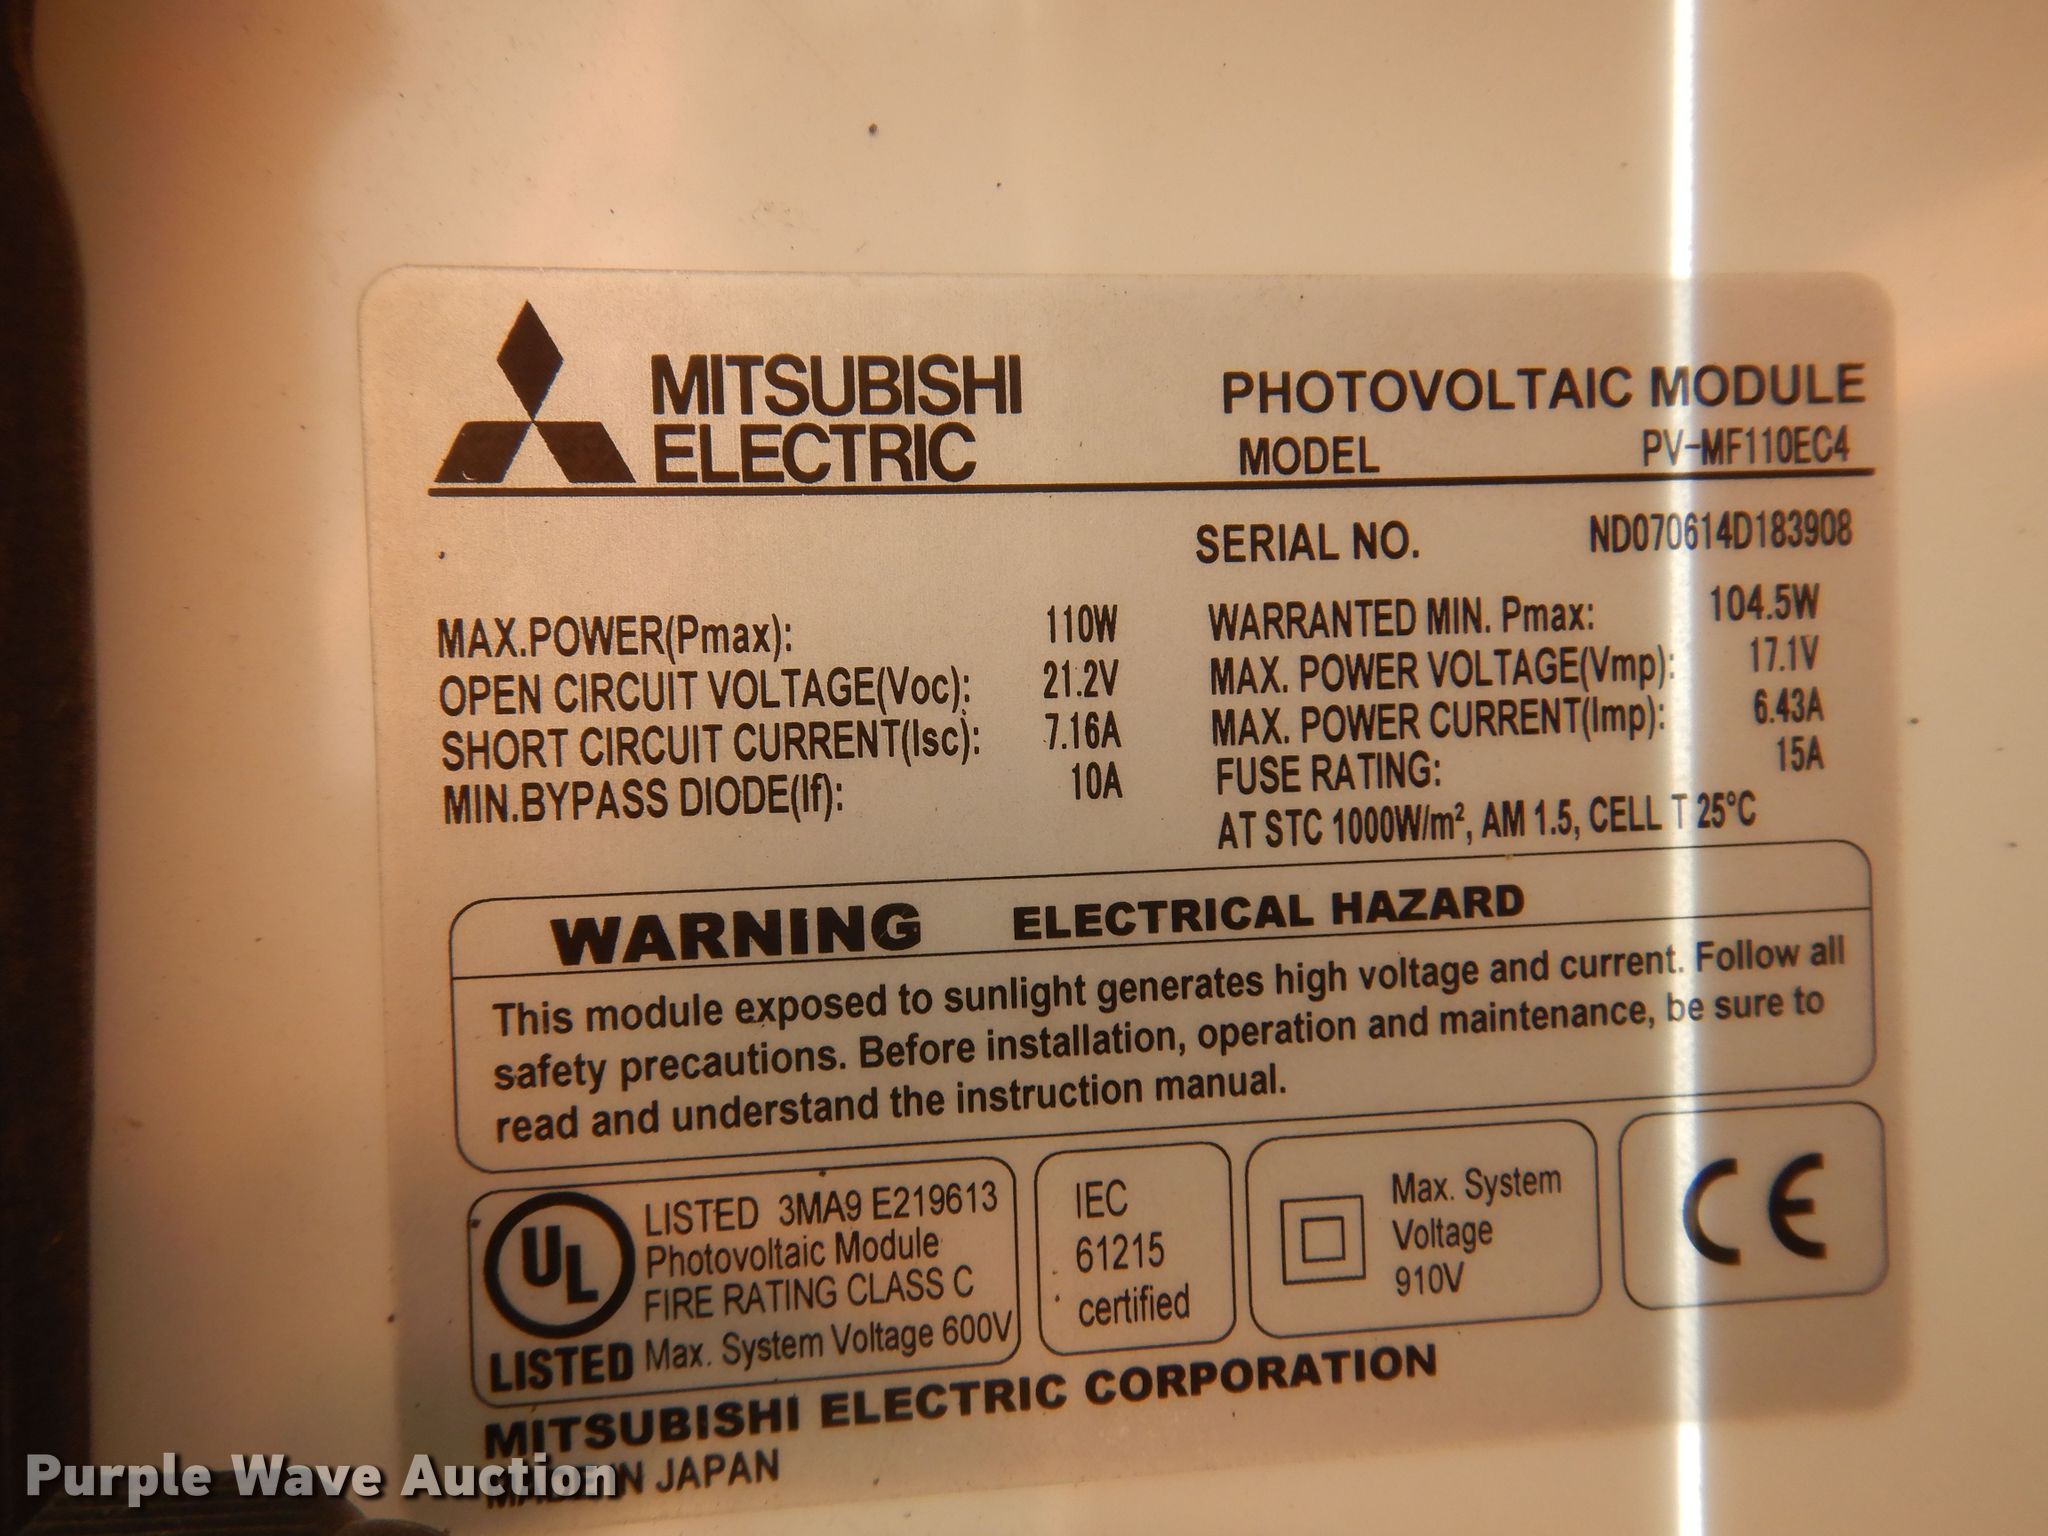 MITSUBISHI
ELECTRIC
PHOTOVOLTAIC MODULE
MODEL PV-MF110EC4
SERIAL NO. ND070614D183908
MAX.POWER(Pmax): 110W
OPEN CIRCUIT VOLTAGE(Voc): 21.2V
SHORT CIRCUIT CURRENT(Isc): 7.16A
MIN.BYPASS DIODE(If): 10A
WARRANTED MIN. Pmax: 104.5W
MAX. POWER VOLTAGE(Vmp): 17.1V
MAX. POWER CURRENT(Imp): 6.43A
FUSE RATING: 15A
AT STC 1000W/m², AM 1.5, CELL T 25°C
WARNING ELECTRICAL HAZARD
This module exposed to sunlight generates high voltage and current. Follow all
safety precautions. Before installation, operation and maintenance, be sure to
read and understand the instruction manual.
UL
LISTED
LISTED 3MA9 E219613
Photovoltaic Module
FIRE RATING CLASS C
Max. System Voltage 600V
IEC
61215
certified
Max. System
Voltage
910V
CE
MITSUBISHI ELECTRIC CORPORATION
MADE IN JAPAN
Purple Wave Auction